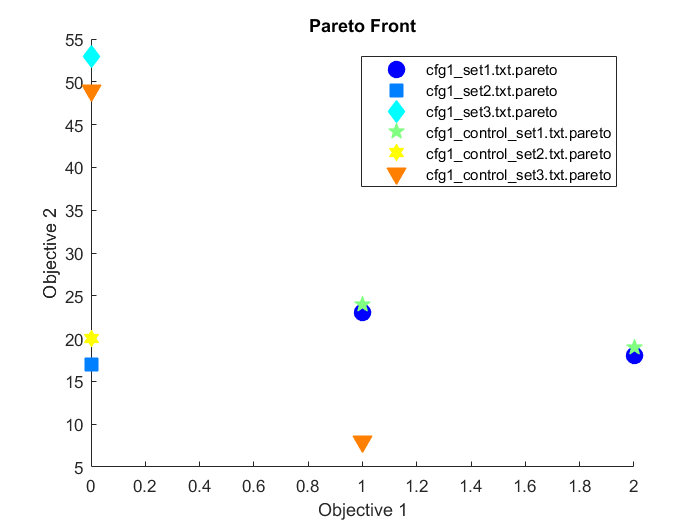 Pareto Front
cfg1_set1.txt.pareto
cfg1_set2.txt.pareto
cfg1_set3.txt.pareto
cfg1_control_set1.txt.pareto
cfg1_control_set2.txt.pareto
cfg1_control_set3.txt.pareto
55
50
45
40
35
30
25
20
15
10
5
Objective 2
0 0.2 0.4 0.6 0.8 1 1.2 1.4 1.6 1.8 2
Objective 1